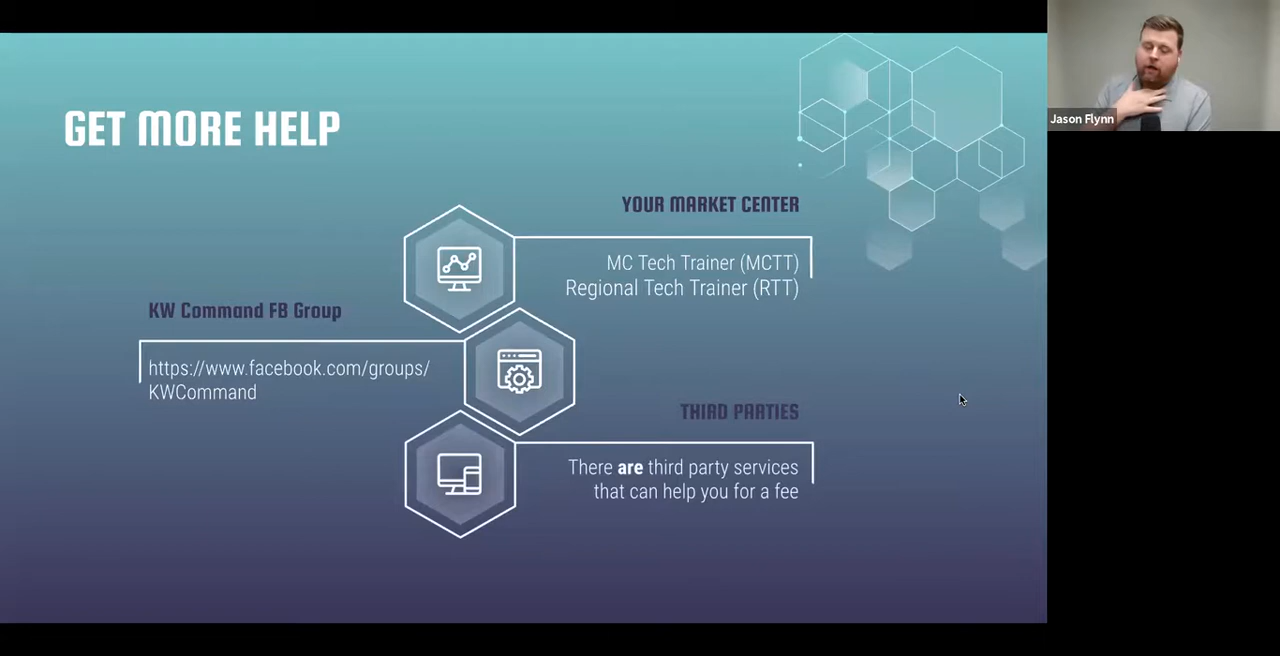 GET MORE HELP
YOUR MARKET CENTER
MC Tech Trainer (MCTT)
Regional Tech Trainer (RTT)
KW Command FB Group
https://www.facebook.com/groups/
KWCommand
THIRD PARTIES
There are third party services
that can help you for a fee
Jason Flynn